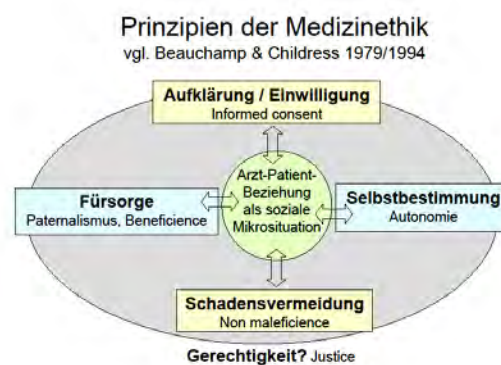 Prinzipien der Medizinethik
vgl. Beauchamp & Childress 1979/1994
Aufklärung / Einwilligung
Informed consent
Arzt-Patient-
Beziehung
als soziale
Mikrosituation
Fürsorge
Paternalismus, Beneficience
Selbstbestimmung
Autonomie
Schadensvermeidung
Non maleficience
Gerechtigkeit? Justice